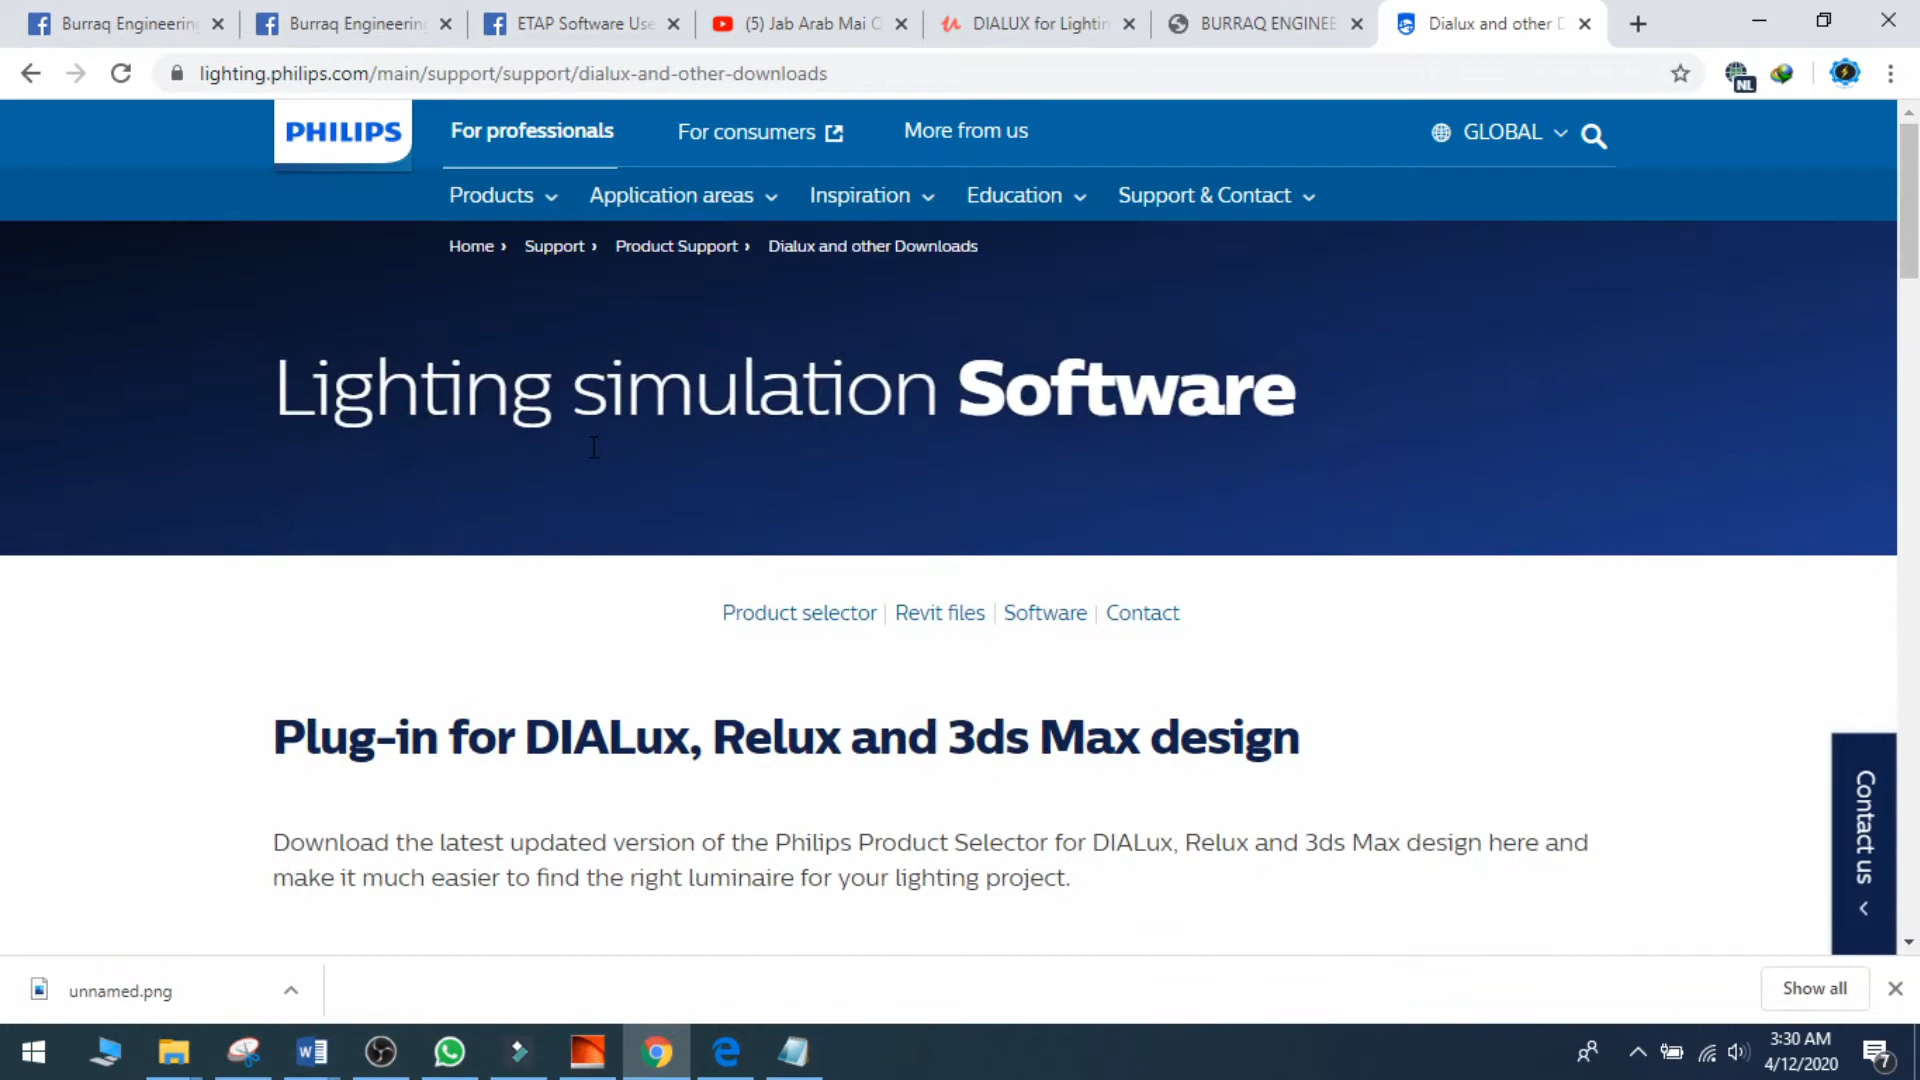 Burraq Engineering
Burraq Engineering
ETAP Software Use
(5) Jab Arab Mai
DIALUX for Lightin
BURRAQ ENGINEE
Dialux and other D
lighting.philips.com/main/support/support/dialux-and-other-downloads
NL
PHILIPS
For professionals
For consumers
More from us
GLOBAL
Products
Application areas
Inspiration
Education
Support & Contact
Home › Support › Product Support › Dialux and other Downloads
Lighting simulation Software
Product selector | Revit files | Software | Contact
Plug-in for DIALux, Relux and 3ds Max design
Download the latest updated version of the Philips Product Selector for DIALux, Relux and 3ds Max design here and
make it much easier to find the right luminaire for your lighting project.
Contact us
unnamed.png
Show all
3:30 AM
4/12/2020
7